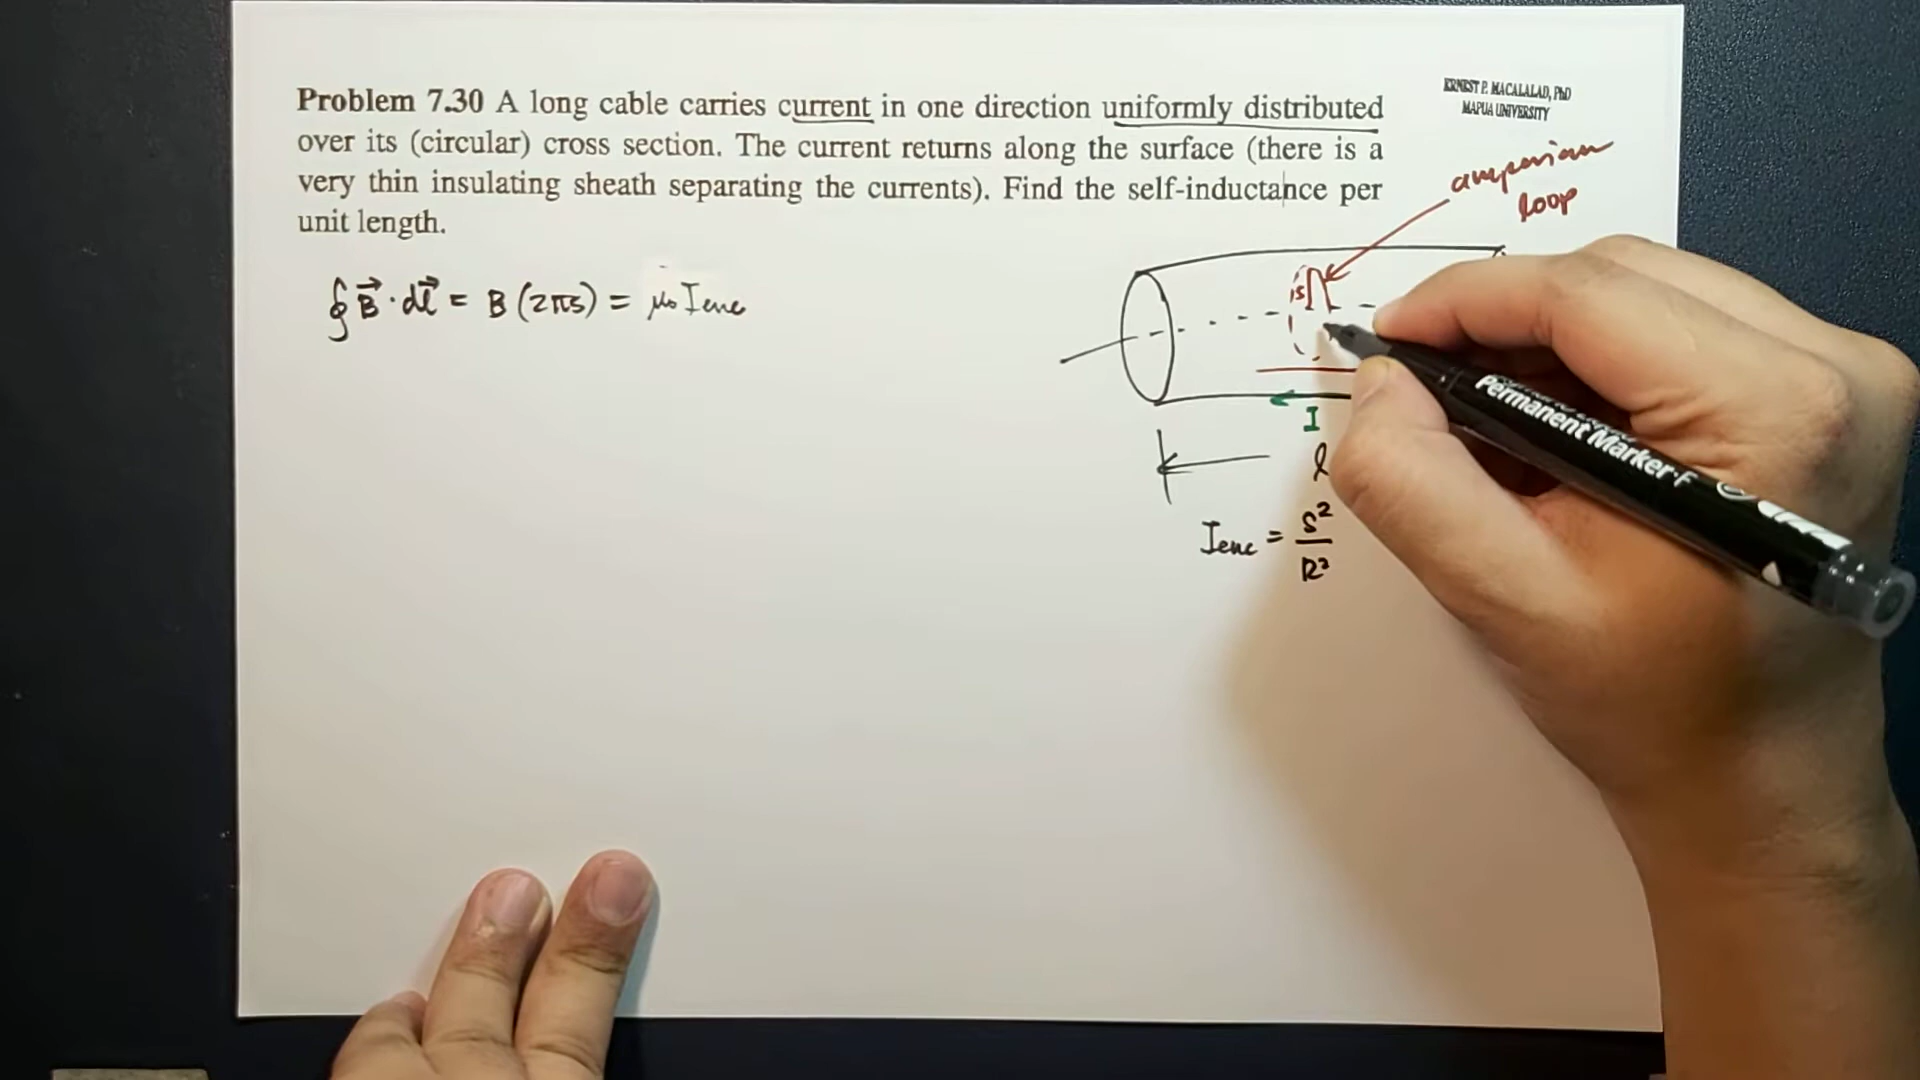 Problem 7.30 A long cable carries current in one direction uniformly distributed
over its (circular) cross section. The current returns along the surface (there is a
very thin insulating sheath separating the currents). Find the self-inductance per
unit length.
ERNEST P. MACALALAD, PhD
MAPUA UNIVERSITY
amperian
loop
∮B⃗·dl⃗ = B(2πs) = μ₀Ienc
s
I
l
Ienc = s²/R²
Permanent Marker·F